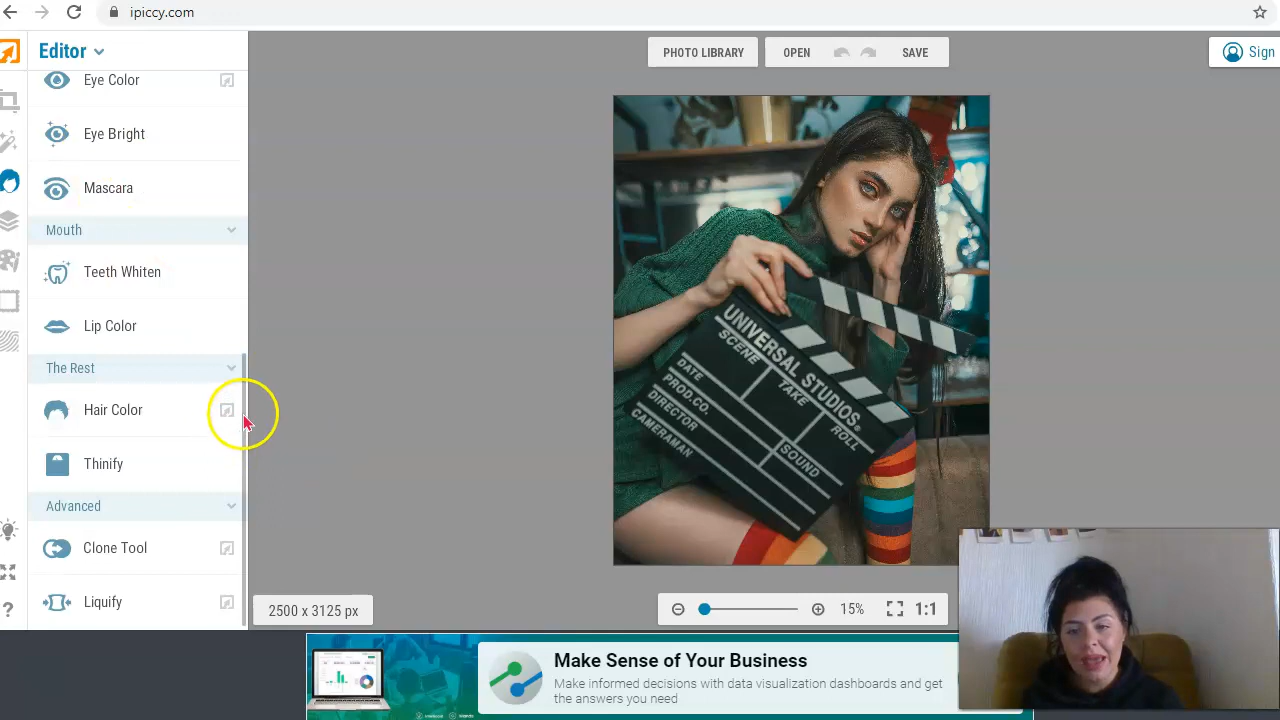 ipiccy.com
Editor
PHOTO LIBRARY
OPEN
SAVE
Sign
Eye Color
Eye Bright
Mascara
Mouth
Teeth Whiten
Lip Color
The Rest
Hair Color
Thinify
Advanced
Clone Tool
Liquify
UNIVERSAL STUDIOS®
SCENE
TAKE
ROLL
DATE
PROD.CO.
SOUND
DIRECTOR
CAMERAMAN
2500 x 3125 px
15%
1:1
?
Make Sense of Your Business
Make informed decisions with data visualization dashboards and get
the answers you need